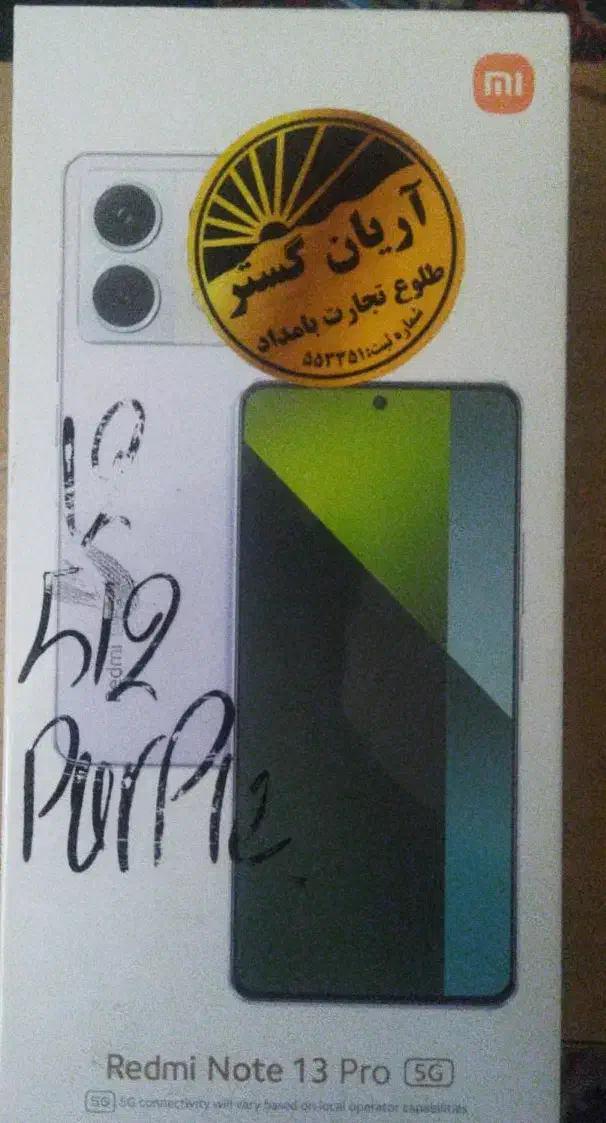 mi
آریان گستر
طلوع تجارت بامداد
شماره ثبت:۵۵۳۳۵۱
512
Purple
Redmi
Redmi Note 13 Pro 5G
5G 5G connectivity will vary based on local operator capabilities